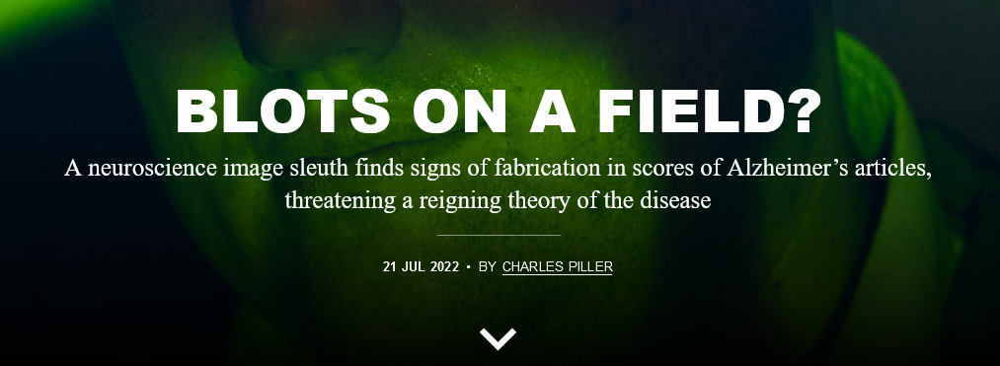 BLOTS ON A FIELD?
A neuroscience image sleuth finds signs of fabrication in scores of Alzheimer’s articles,
threatening a reigning theory of the disease
21 JUL 2022 • BY CHARLES PILLER